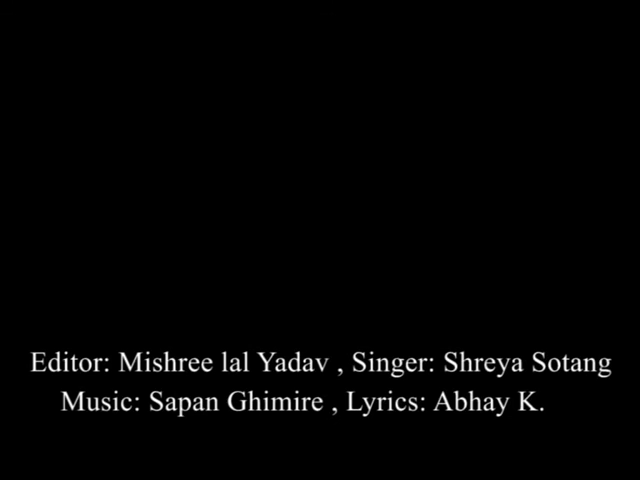 Editor: Mishree lal Yadav , Singer: Shreya Sotang
Music: Sapan Ghimire , Lyrics: Abhay K.